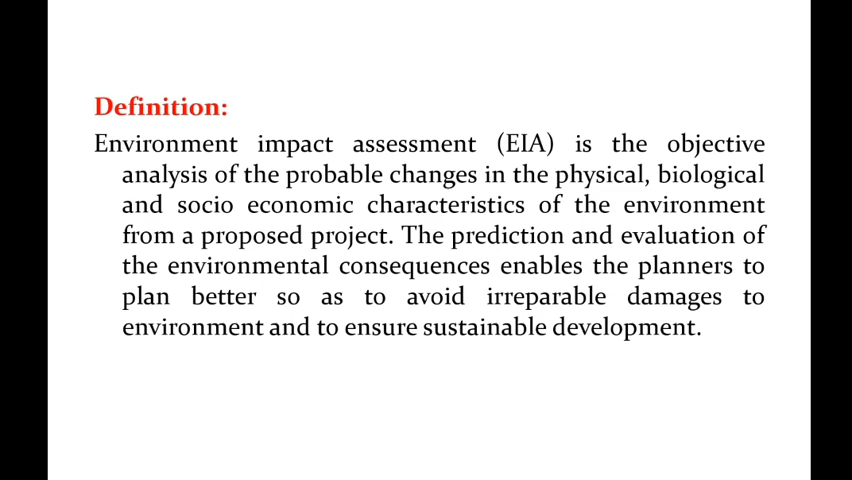 Definition:
Environment impact assessment (EIA) is the objective
analysis of the probable changes in the physical, biological
and socio economic characteristics of the environment
from a proposed project. The prediction and evaluation of
the environmental consequences enables the planners to
plan better so as to avoid irreparable damages to
environment and to ensure sustainable development.